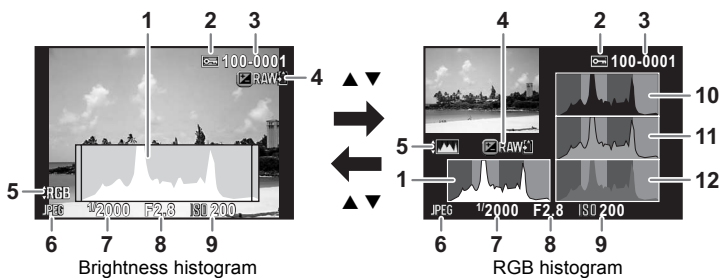 1 2 3
100-0001
RAW
4
5 RGB
JPEG 1/2000 F2.8 ISO 200
6 7 8 9
Brightness histogram
▲▼
▲▼
2 3
4 100-0001
10
5 RAW 11
1 12
JPEG 1/2000 F2.8 ISO 200
6 7 8 9
RGB histogram